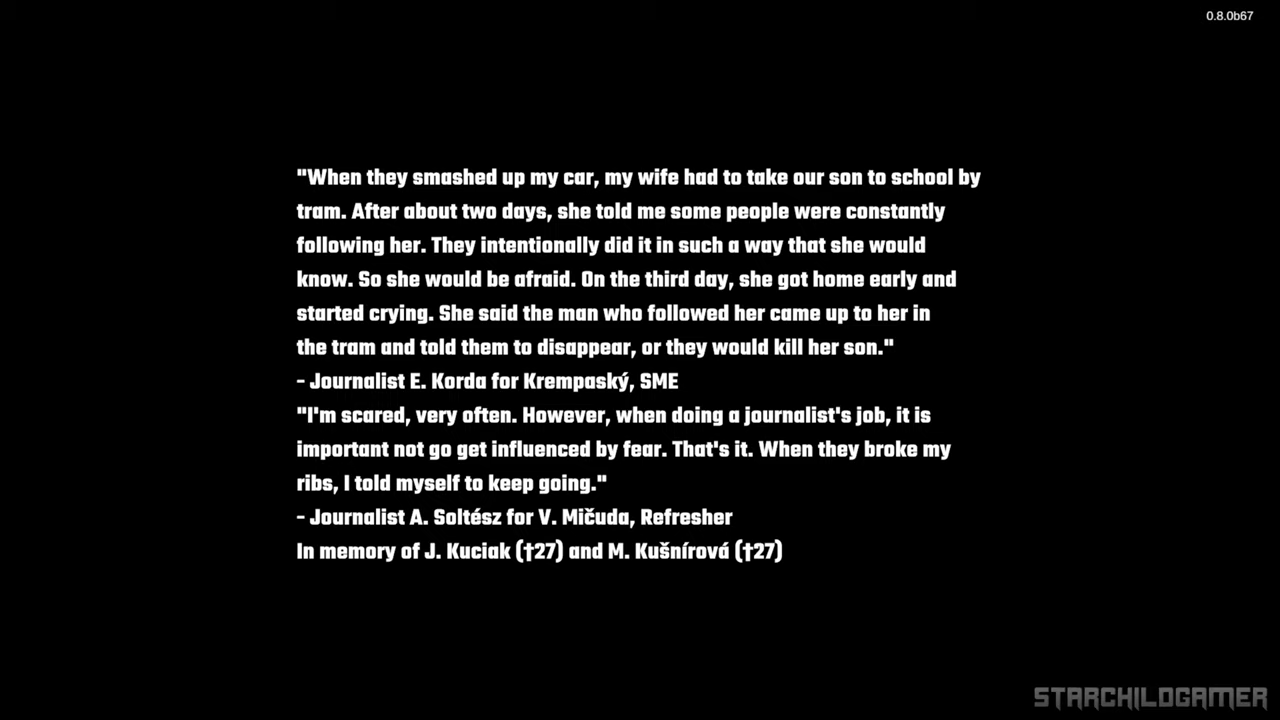 0.8.0b67
"When they smashed up my car, my wife had to take our son to school by
tram. After about two days, she told me some people were constantly
following her. They intentionally did it in such a way that she would
know. So she would be afraid. On the third day, she got home early and
started crying. She said the man who followed her came up to her in
the tram and told them to disappear, or they would kill her son."
- Journalist E. Korda for Krempaský, SME
"I'm scared, very often. However, when doing a journalist's job, it is
important not go get influenced by fear. That's it. When they broke my
ribs, I told myself to keep going."
- Journalist A. Soltész for V. Mičuda, Refresher
In memory of J. Kuciak (†27) and M. Kušnírová (†27)
STARCHILDGAMER